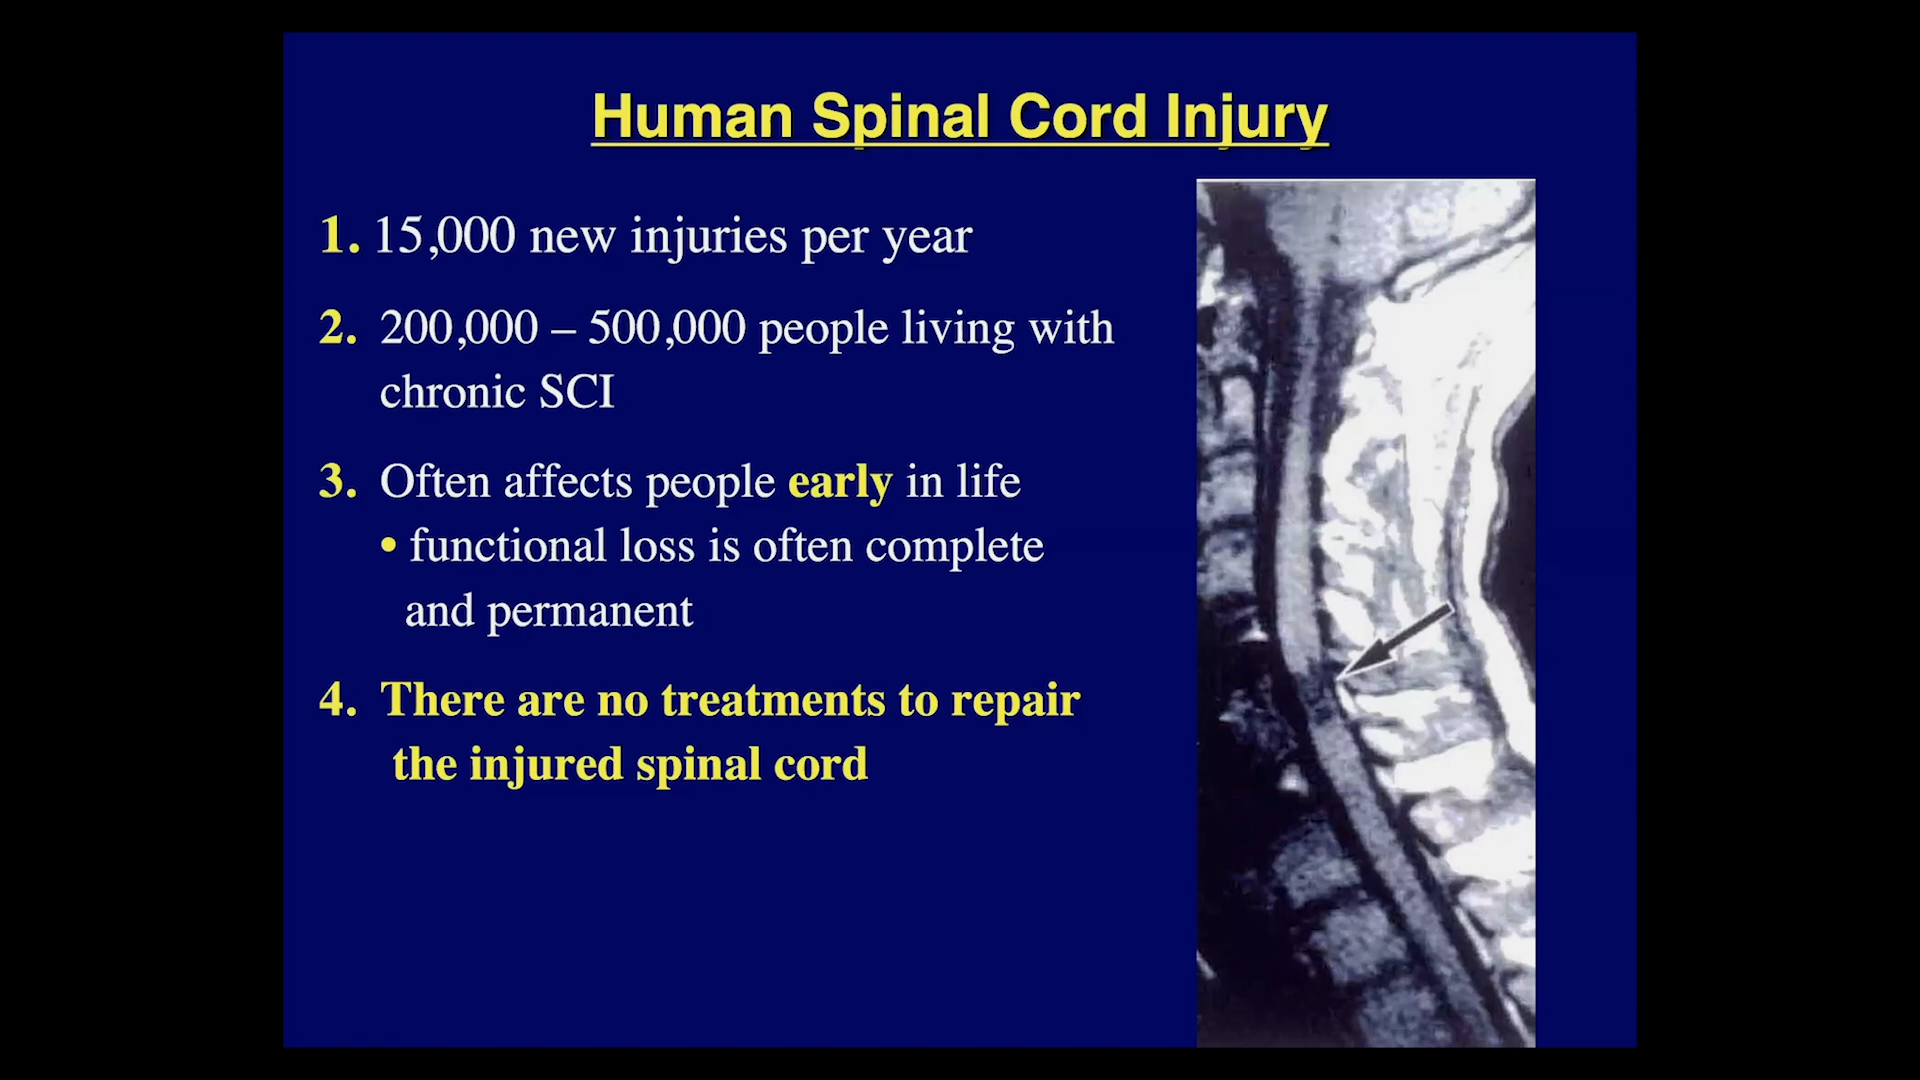 Human Spinal Cord Injury
1. 15,000 new injuries per year
2. 200,000 – 500,000 people living with
chronic SCI
3. Often affects people early in life
• functional loss is often complete
and permanent
4. There are no treatments to repair
the injured spinal cord